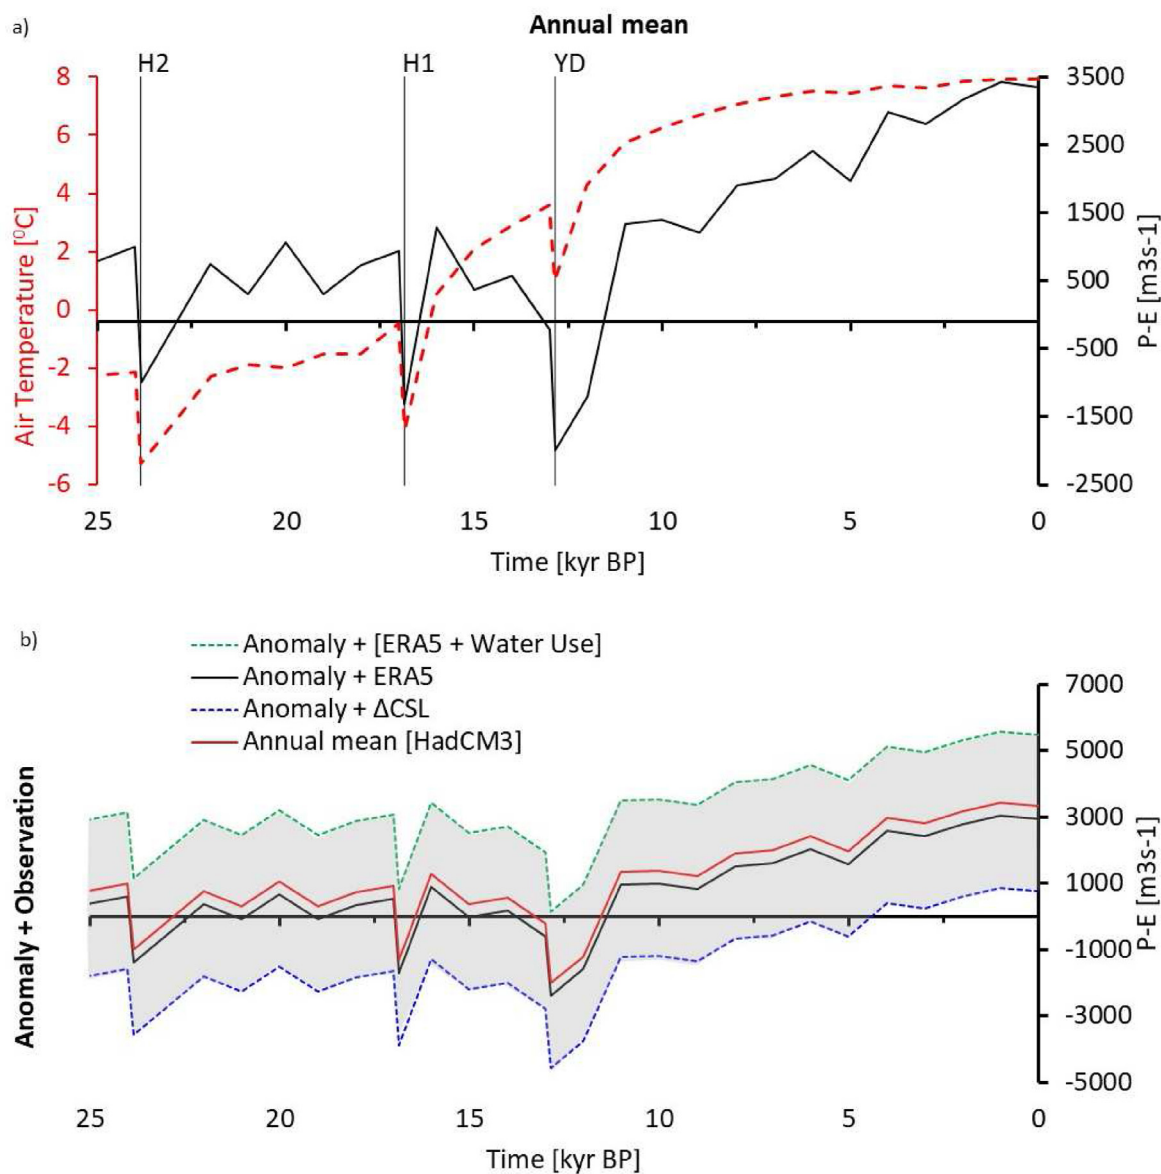 a)
Annual mean
H2
H1
YD
8
6
4
2
0
-2
-4
-6
Air Temperature [⁰C]
3500
2500
1500
500
-500
-1500
-2500
P-E [m3s-1]
25
20
15
10
5
0
Time [kyr BP]
b)
Anomaly + [ERA5 + Water Use]
Anomaly + ERA5
Anomaly + ΔCSL
Annual mean [HadCM3]
Anomaly + Observation
7000
5000
3000
1000
-1000
-3000
-5000
P-E [m3s-1]
25
20
15
10
5
0
Time [kyr BP]